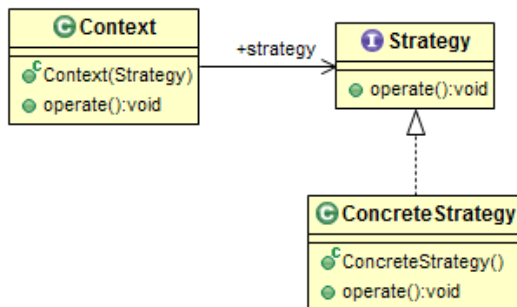 Context
Context(Strategy)
operate():void
+strategy
Strategy
operate():void
ConcreteStrategy
ConcreteStrategy()
operate():void